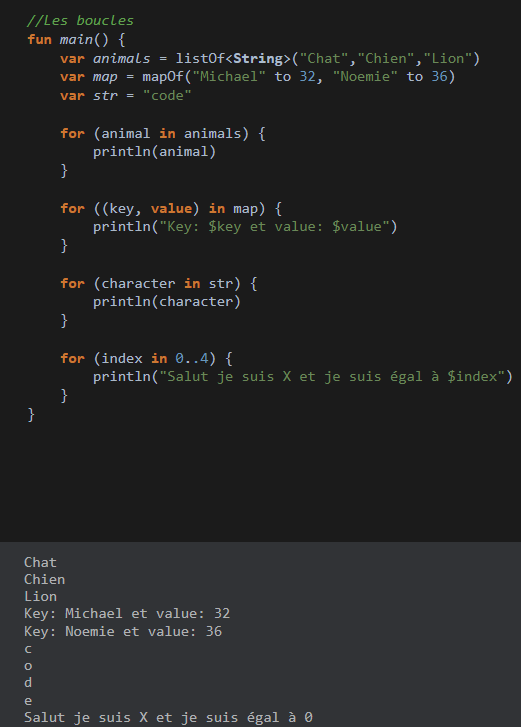 //Les boucles
fun main() {
    var animals = listOf<String>("Chat","Chien","Lion")
    var map = mapOf("Michael" to 32, "Noemie" to 36)
    var str = "code"

    for (animal in animals) {
        println(animal)
    }

    for ((key, value) in map) {
        println("Key: $key et value: $value")
    }

    for (character in str) {
        println(character)
    }

    for (index in 0..4) {
        println("Salut je suis X et je suis égal à $index")
    }
}
Chat
Chien
Lion
Key: Michael et value: 32
Key: Noemie et value: 36
c
o
d
e
Salut je suis X et je suis égal à 0